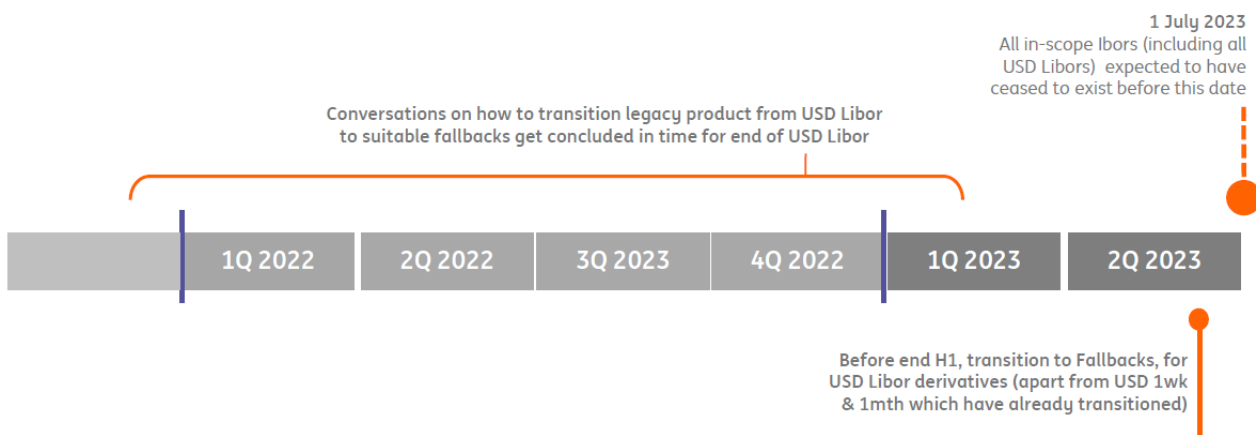 1 July 2023
All in-scope Ibors (including all
USD Libors) expected to have
ceased to exist before this date
Conversations on how to transition legacy product from USD Libor
to suitable fallbacks get concluded in time for end of USD Libor
1Q 2022 2Q 2022 3Q 2023 4Q 2022 1Q 2023 2Q 2023
Before end H1, transition to Fallbacks, for
USD Libor derivatives (apart from USD 1wk
& 1mth which have already transitioned)